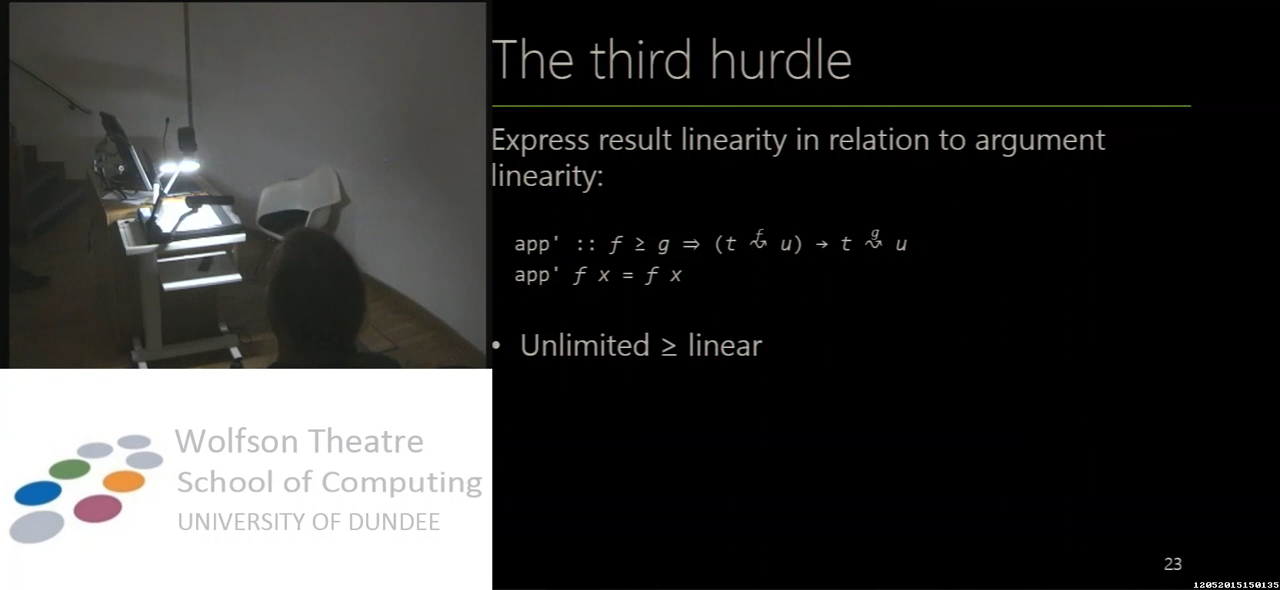 The third hurdle
Express result linearity in relation to argument
linearity:
app' :: f ≥ g ⇒ (t f↝ u) → t g↝ u
app' f x = f x
• Unlimited ≥ linear
Wolfson Theatre
School of Computing
UNIVERSITY OF DUNDEE
23
12052015150135